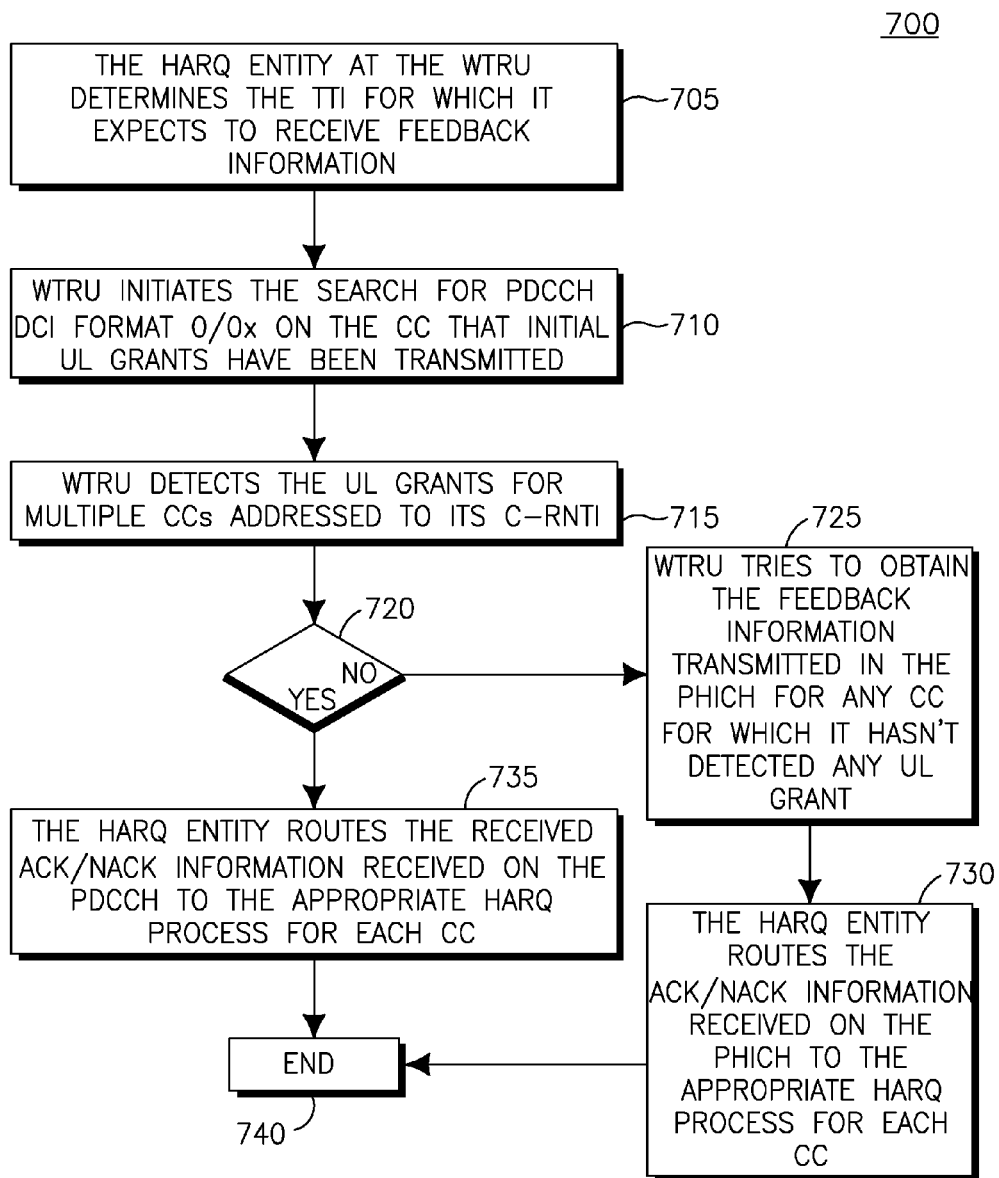 700
THE HARQ ENTITY AT THE WTRU
DETERMINES THE TTI FOR WHICH IT
EXPECTS TO RECEIVE FEEDBACK
INFORMATION
705
WTRU INITIATES THE SEARCH FOR PDCCH
DCI FORMAT 0/0x ON THE CC THAT INITIAL
UL GRANTS HAVE BEEN TRANSMITTED
710
WTRU DETECTS THE UL GRANTS FOR
MULTIPLE CCs ADDRESSED TO ITS C-RNTI
715
720
NO
YES
725
WTRU TRIES TO OBTAIN
THE FEEDBACK
INFORMATION
TRANSMITTED IN THE
PHICH FOR ANY CC
FOR WHICH IT HASN'T
DETECTED ANY UL
GRANT
735
THE HARQ ENTITY ROUTES THE RECEIVED
ACK/NACK INFORMATION RECEIVED ON THE
PDCCH TO THE APPROPRIATE HARQ
PROCESS FOR EACH CC
730
THE HARQ ENTITY
ROUTES THE
ACK/NACK INFORMATION
RECEIVED ON THE
PHICH TO THE
APPROPRIATE HARQ
PROCESS FOR EACH
CC
END
740